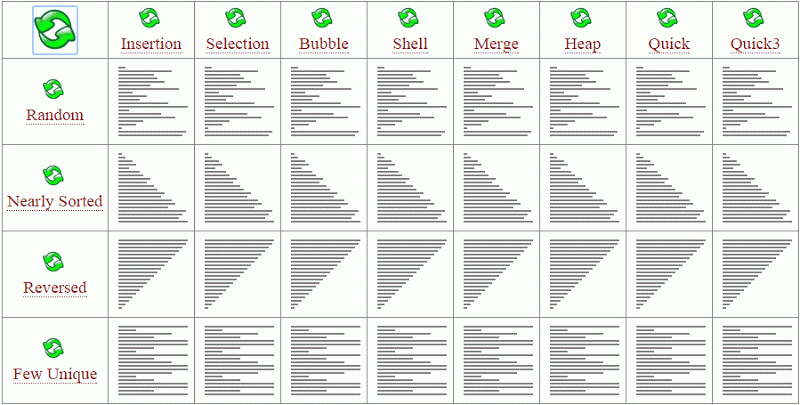 Insertion Selection Bubble Shell Merge Heap Quick Quick3
Random
Nearly Sorted
Reversed
Few Unique